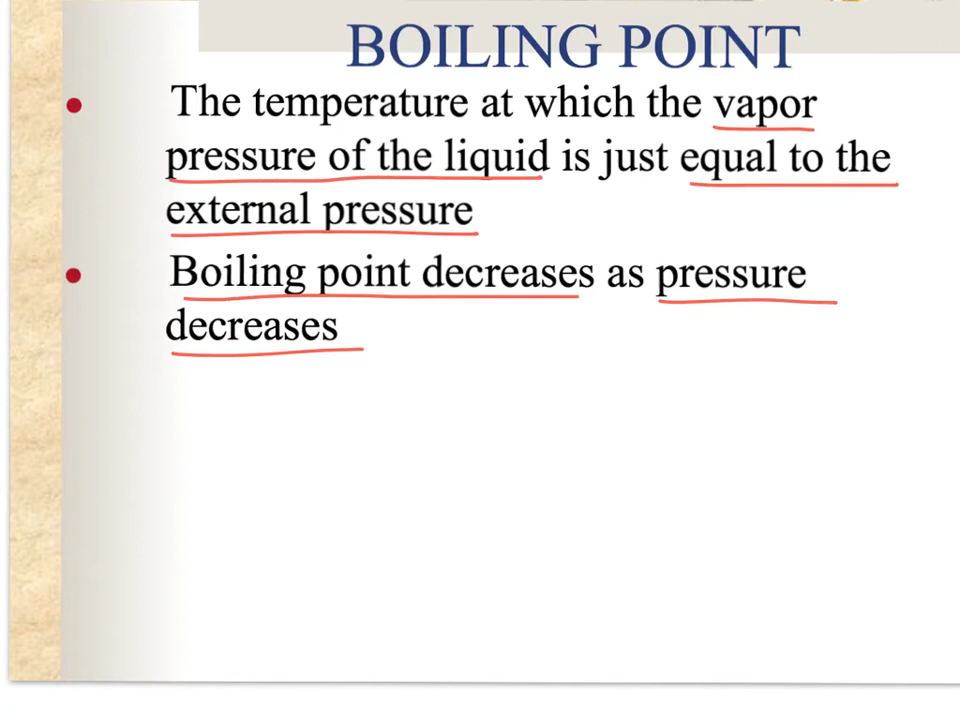 BOILING POINT
The temperature at which the vapor
pressure of the liquid is just equal to the
external pressure
Boiling point decreases as pressure
decreases